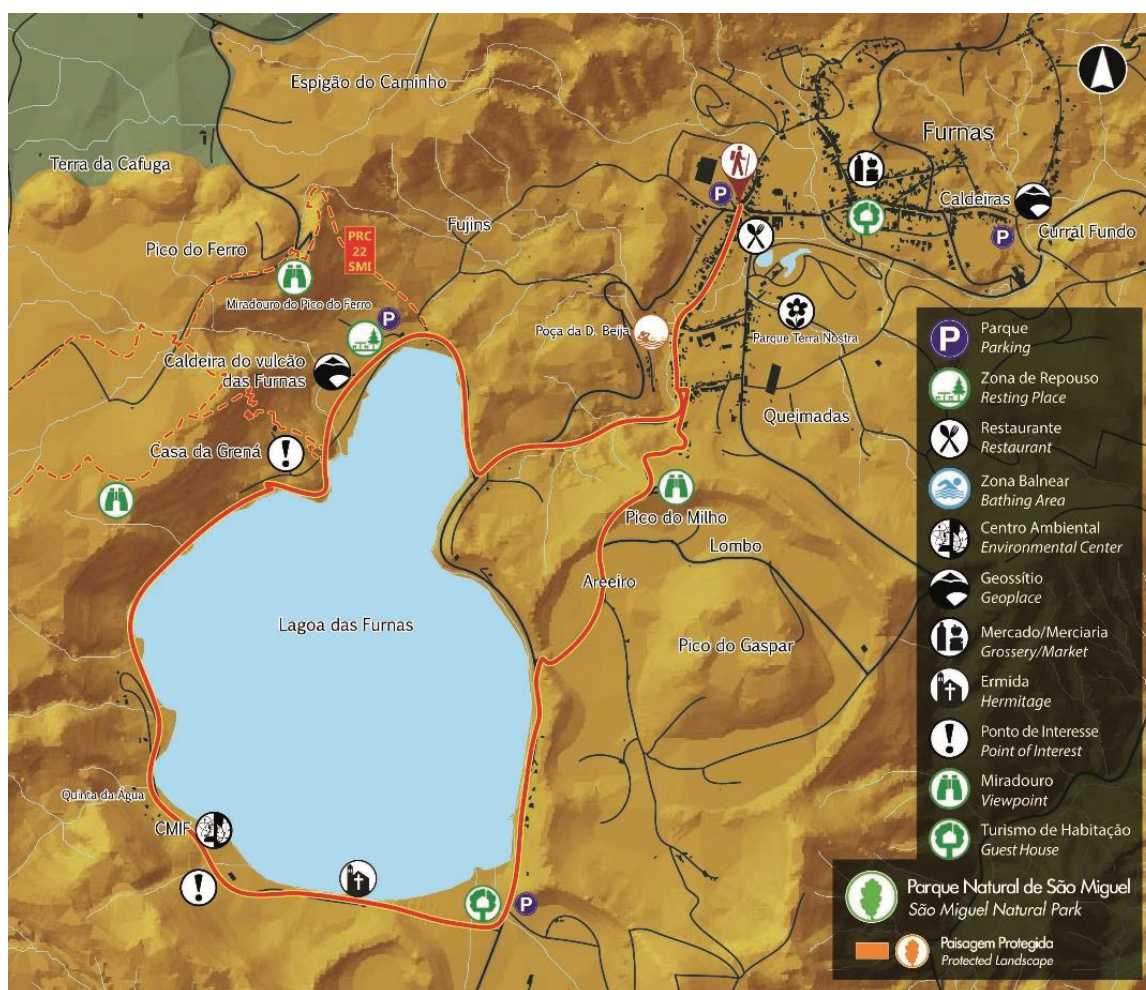 Espigão do Caminho
Furnas
Terra da Cafuga
P
Caldeiras
Fujins
Curral Fundo
P
Pico do Ferro
PRC
22
SMI
Miradouro do Pico do Ferro
P
Poça da D. Beija
Parque Terra Nostra
Caldeira do vulcão
das Furnas
Queimadas
Casa da Grená
!
Pico do Milho
Lombo
Areeiro
Lagoa das Furnas
Pico do Gaspar
Quinta da Água
CMIF
!
P
P
Parque
Parking
Zona de Repouso
Resting Place
Restaurante
Restaurant
Zona Balnear
Bathing Area
Centro Ambiental
Environmental Center
Geossítio
Geoplace
Mercado/Merciaria
Grossery/Market
Ermida
Hermitage
!
Ponto de Interesse
Point of Interest
Miradouro
Viewpoint
Turismo de Habitação
Guest House
Parque Natural de São Miguel
São Miguel Natural Park
Paisagem Protegida
Protected Landscape